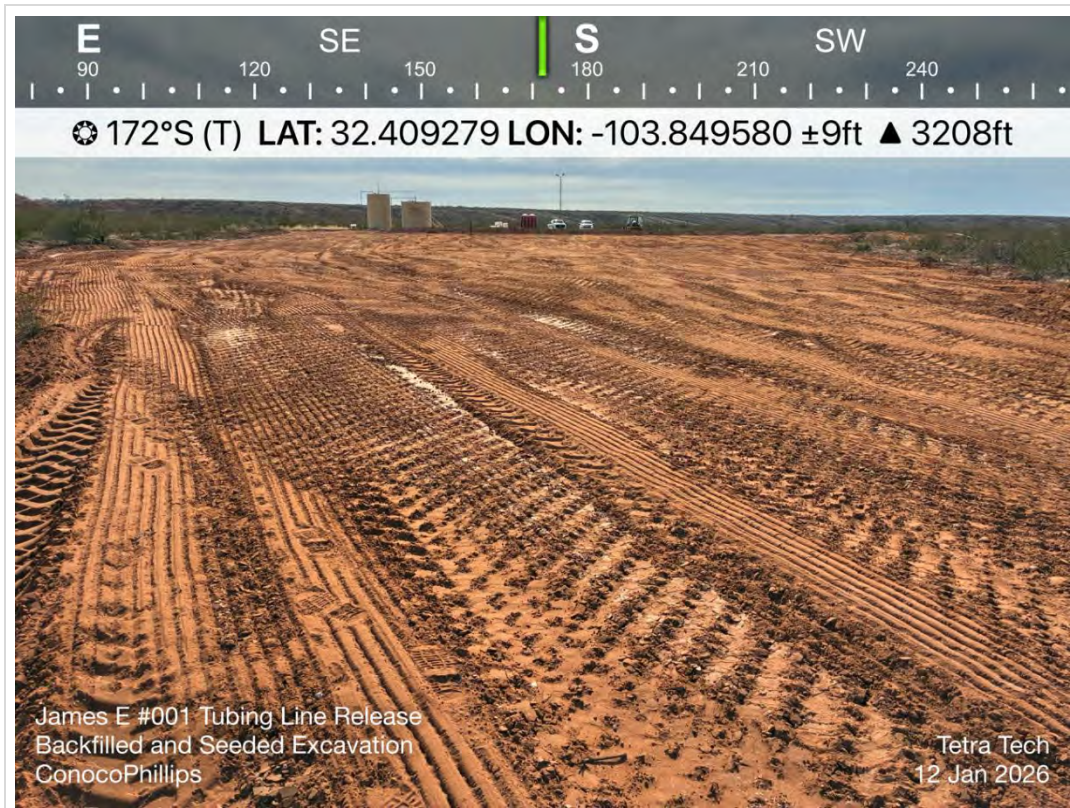 E SE S SW
90 120 150 180 210 240
172°S (T) LAT: 32.409279 LON: -103.849580 ±9ft ▲ 3208ft
James E #001 Tubing Line Release
Backfilled and Seeded Excavation
ConocoPhillips
Tetra Tech
12 Jan 2026